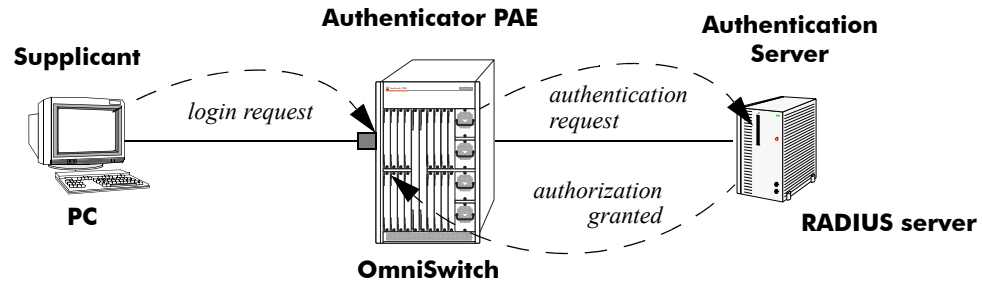 Authenticator PAE
Supplicant
Authentication
Server
login request
authentication
request
authorization
granted
PC
RADIUS server
OmniSwitch